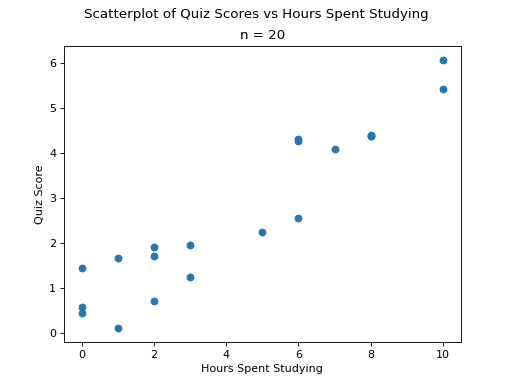 Scatterplot of Quiz Scores vs Hours Spent Studying
n = 20
6
5
4
3
2
1
0
Quiz Score
0 2 4 6 8 10
Hours Spent Studying